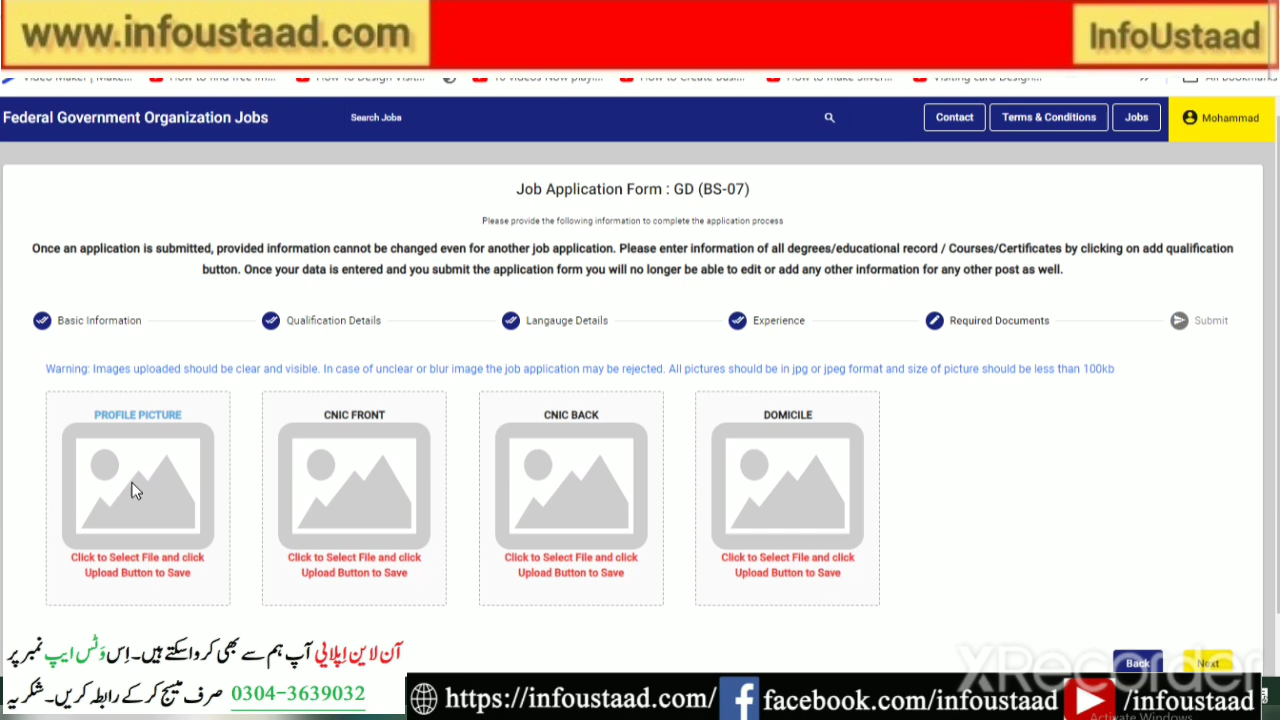 www.infoustaad.com
InfoUstaad
All Bookmarks
Federal Government Organization Jobs
Search Jobs
Contact
Terms & Conditions
Jobs
Mohammad
Job Application Form : GD (BS-07)
Please provide the following information to complete the application process
Once an application is submitted, provided information cannot be changed even for another job application. Please enter information of all degrees/educational record / Courses/Certificates by clicking on add qualification
button. Once your data is entered and you submit the application form you will no longer be able to edit or add any other information for any other post as well.
Basic Information
Qualification Details
Langauge Details
Experience
Required Documents
Submit
Warning: Images uploaded should be clear and visible. In case of unclear or blur image the job application may be rejected. All pictures should be in jpg or jpeg format and size of picture should be less than 100kb
PROFILE PICTURE
Click to Select File and click
Upload Button to Save
CNIC FRONT
Click to Select File and click
Upload Button to Save
CNIC BACK
Click to Select File and click
Upload Button to Save
DOMICILE
Click to Select File and click
Upload Button to Save
Back
Next
XRecorder
آن لاین اپلایی آپ ہم سے بھی کرواسکتے ہیں۔ اِس وَٹس ایپ نمبر پر
0304-3639032 صرف میسج کر کے رابطہ کریں۔ شکریہ
https://infoustaad.com/
facebook.com/infoustaad
/infoustaad
Activate Windows